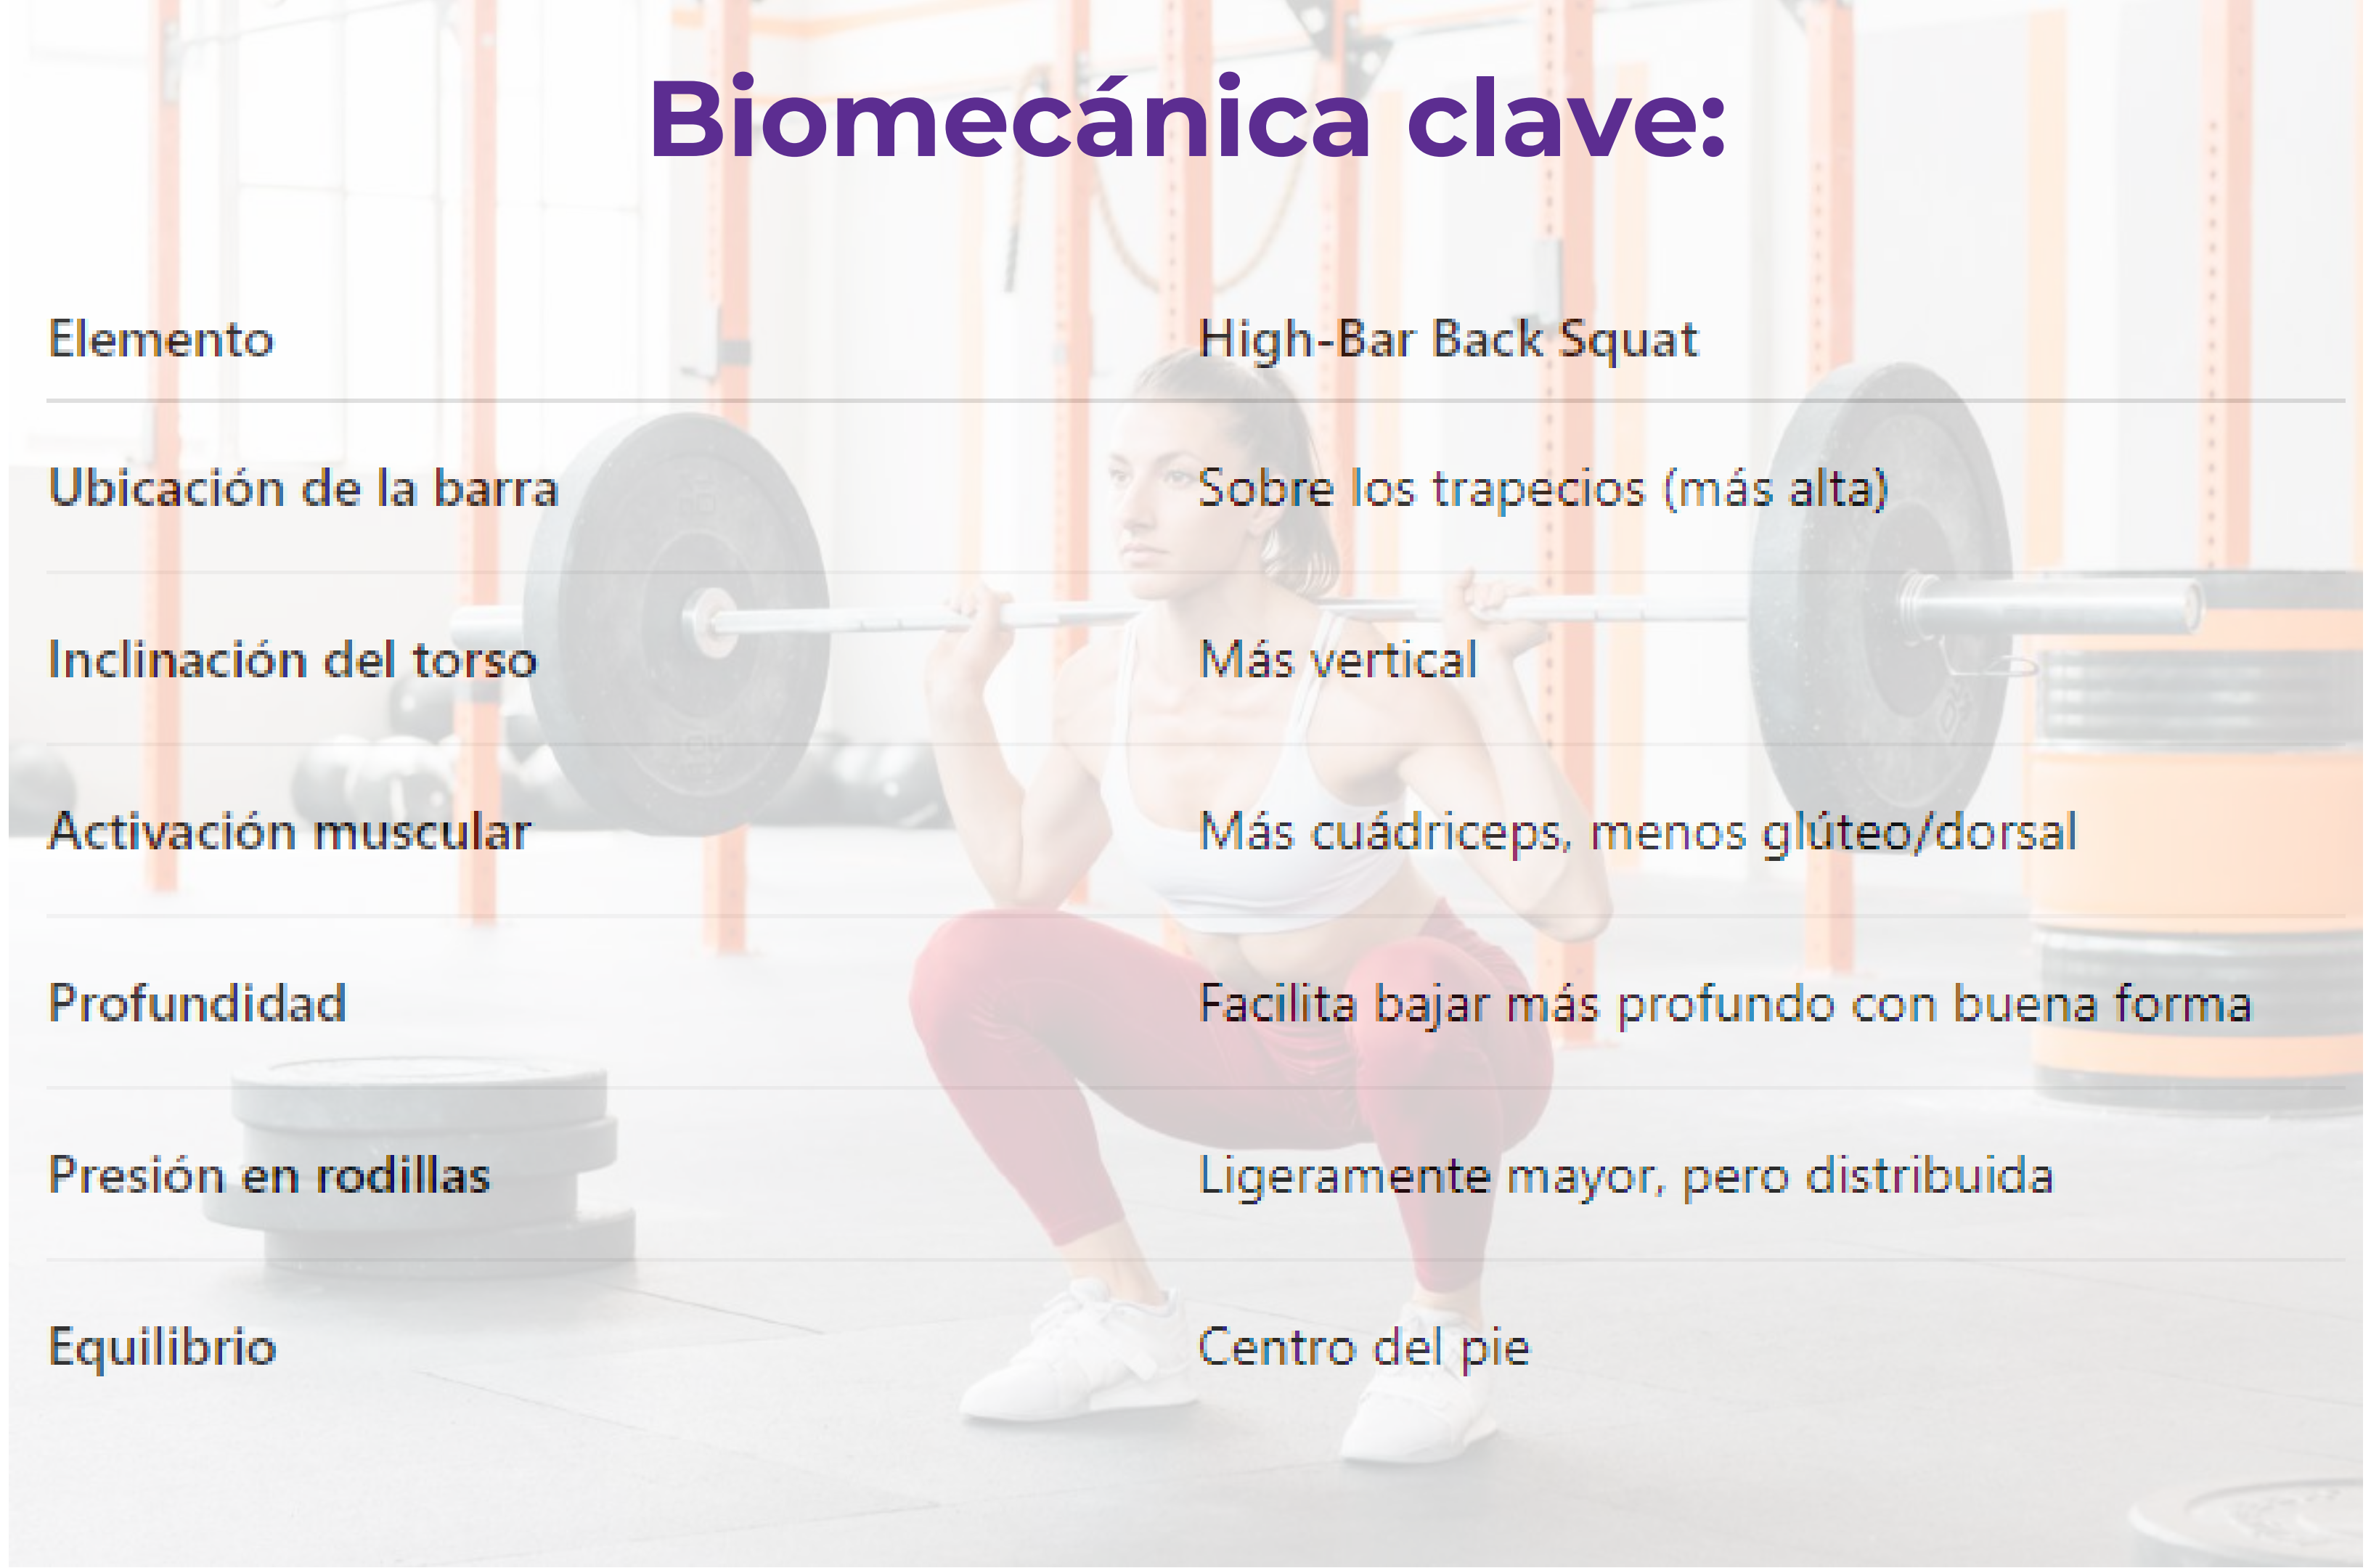 Biomecánica clave:
Elemento High-Bar Back Squat
Ubicación de la barra Sobre los trapecios (más alta)
Inclinación del torso Más vertical
Activación muscular Más cuádriceps, menos glúteo/dorsal
Profundidad Facilita bajar más profundo con buena forma
Presión en rodillas Ligeramente mayor, pero distribuida
Equilibrio Centro del pie